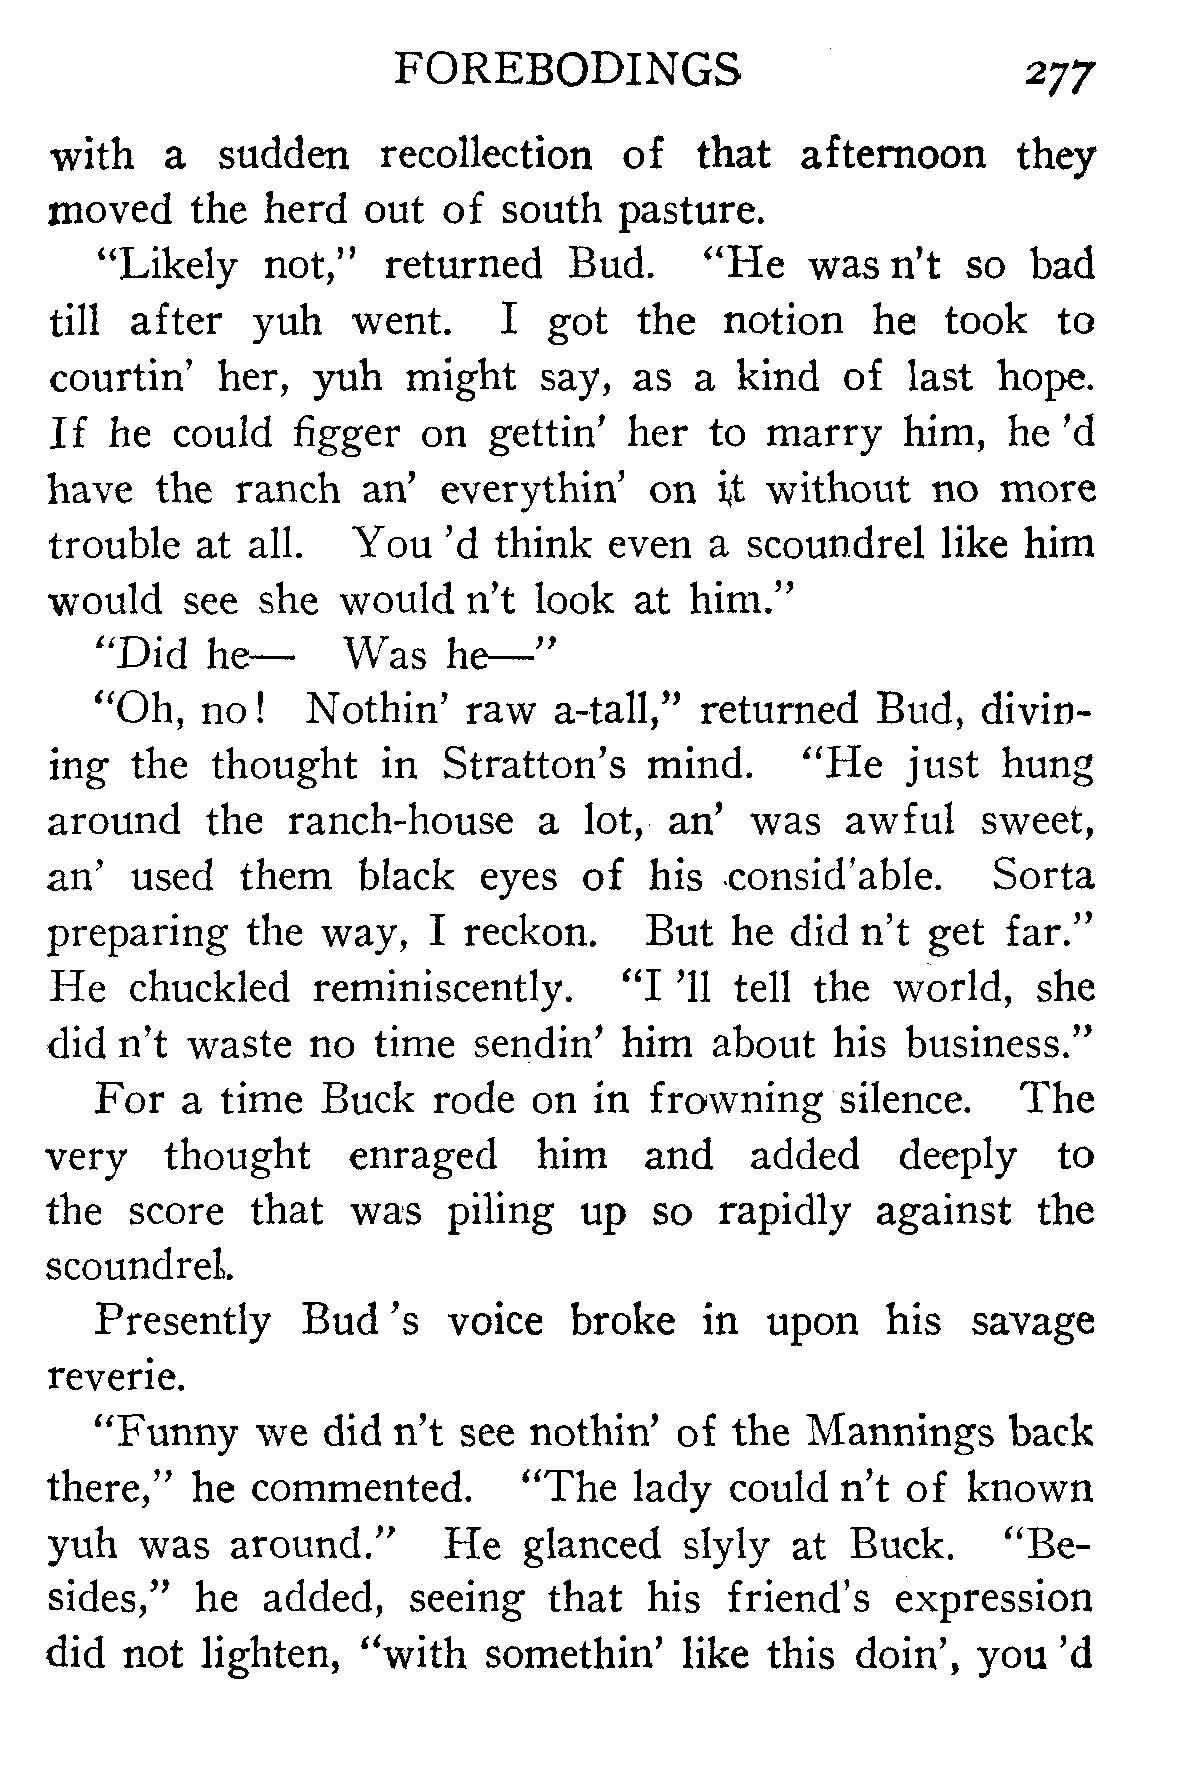 FOREBODINGS 277
with a sudden recollection of that afternoon they
moved the herd out of south pasture.
“Likely not,” returned Bud. “He was n’t so bad
till after yuh went. I got the notion he took to
courtin’ her, yuh might say, as a kind of last hope.
If he could figger on gettin’ her to marry him, he ’d
have the ranch an’ everythin’ on it without no more
trouble at all. You ’d think even a scoundrel like him
would see she would n’t look at him.”
“Did he— Was he—”
“Oh, no! Nothin’ raw a-tall,” returned Bud, divin-
ing the thought in Stratton’s mind. “He just hung
around the ranch-house a lot, an’ was awful sweet,
an’ used them black eyes of his consid’able. Sorta
preparing the way, I reckon. But he did n’t get far.”
He chuckled reminiscently. “I ’ll tell the world, she
did n’t waste no time sendin’ him about his business.”
For a time Buck rode on in frowning silence. The
very thought enraged him and added deeply to
the score that was piling up so rapidly against the
scoundrel.
Presently Bud ’s voice broke in upon his savage
reverie.
“Funny we did n’t see nothin’ of the Mannings back
there,” he commented. “The lady could n’t of known
yuh was around.” He glanced slyly at Buck. “Be-
sides,” he added, seeing that his friend’s expression
did not lighten, “with somethin’ like this doin’, you ’d